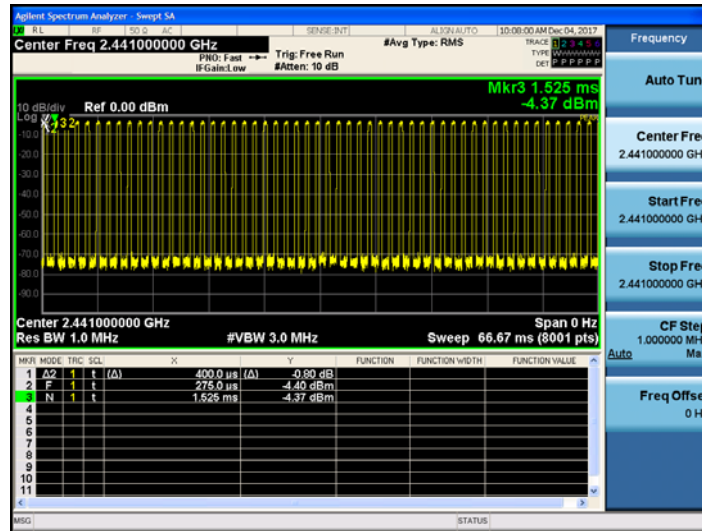 Agilent Spectrum Analyzer - Swept SA
RL RF 50 Ω AC SENSE:INT ALIGN AUTO 10:08:00 AM Dec 04, 2017
Center Freq 2.441000000 GHz
PNO: Fast
IFGain:Low
Trig: Free Run
#Atten: 10 dB
#Avg Type: RMS
TRACE 1 2 3 4 5 6
TYPE
DET P P P P P P
Mkr3 1.525 ms
-4.37 dBm
10 dB/div Ref 0.00 dBm
Log
-10.0
-20.0
-30.0
-40.0
-50.0
-60.0
-70.0
-80.0
-90.0
Center 2.441000000 GHz Span 0 Hz
Res BW 1.0 MHz #VBW 3.0 MHz Sweep 66.67 ms (8001 pts)
MKR MODE TRC SCL X Y FUNCTION FUNCTION WIDTH FUNCTION VALUE
1 Δ2 1 t (Δ) 400.0 µs (Δ) -0.80 dB
2 F 1 t 275.0 µs -4.40 dBm
3 N 1 t 1.525 ms -4.37 dBm
4
5
6
7
8
9
10
11
MSG STATUS
Frequency
Auto Tun
Center Fre
2.441000000 GH
Start Fre
2.441000000 GH
Stop Fre
2.441000000 GH
CF Step
1.000000 MH
Auto Ma
Freq Offse
0 H